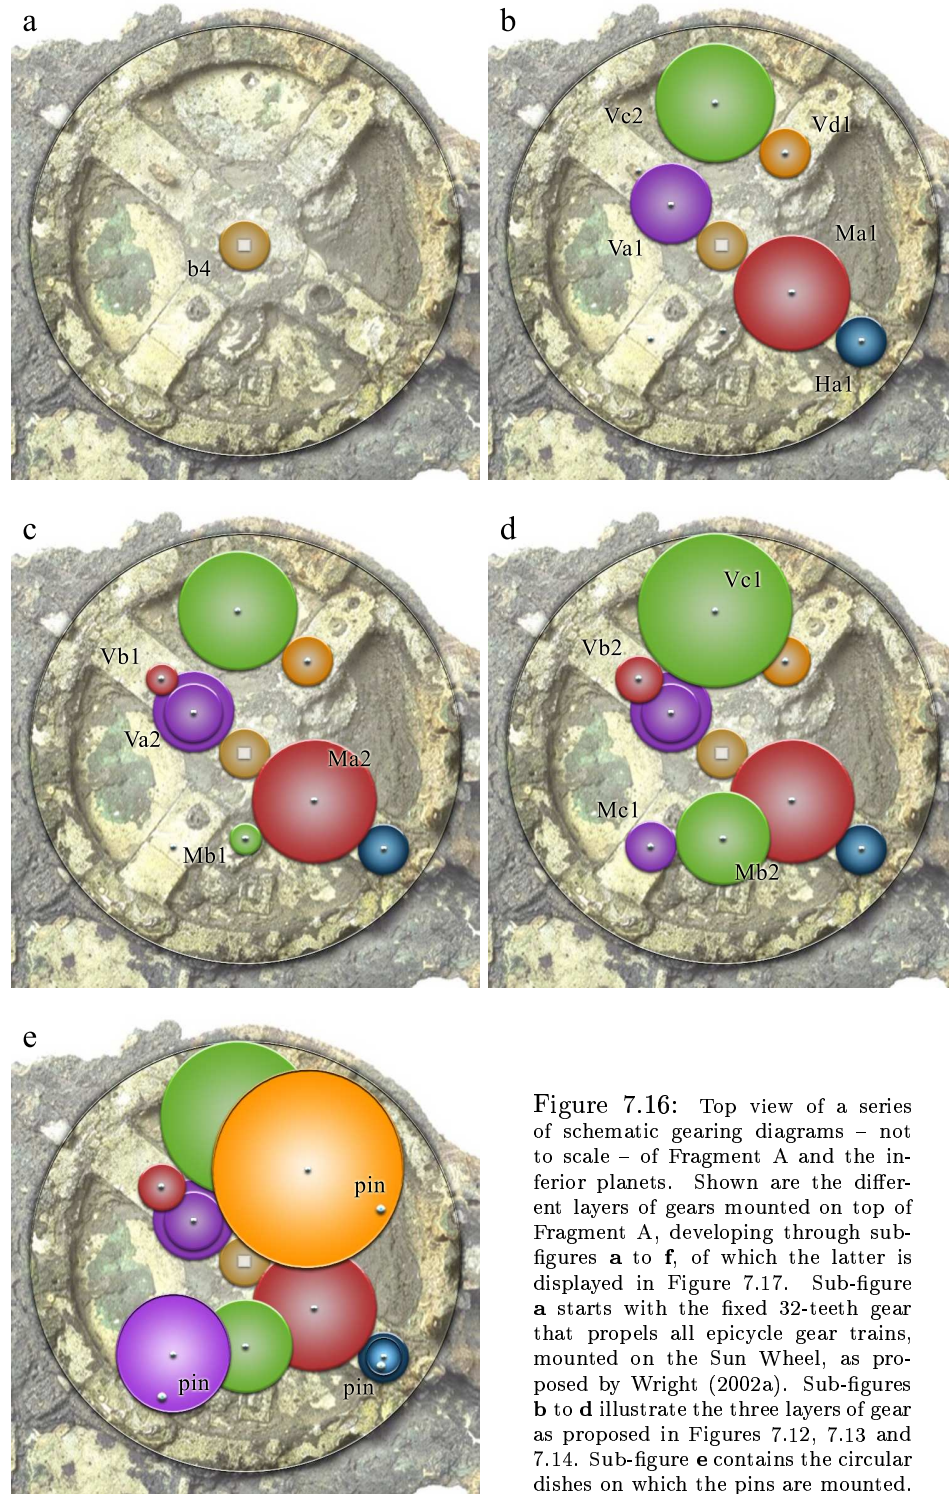 a
b4
b
Vc2
Vd1
Va1
Ma1
Ha1
c
Vb1
Va2
Ma2
Mb1
d
Vc1
Vb2
Mc1
Mb2
e
pin
pin
pin
Figure 7.16: Top view of a series
of schematic gearing diagrams – not
to scale – of Fragment A and the in-
ferior planets. Shown are the differ-
ent layers of gears mounted on top of
Fragment A, developing through sub-
figures a to f, of which the latter is
displayed in Figure 7.17. Sub-figure
a starts with the fixed 32-teeth gear
that propels all epicycle gear trains,
mounted on the Sun Wheel, as pro-
posed by Wright (2002a). Sub-figures
b to d illustrate the three layers of gear
as proposed in Figures 7.12, 7.13 and
7.14. Sub-figure e contains the circular
dishes on which the pins are mounted.